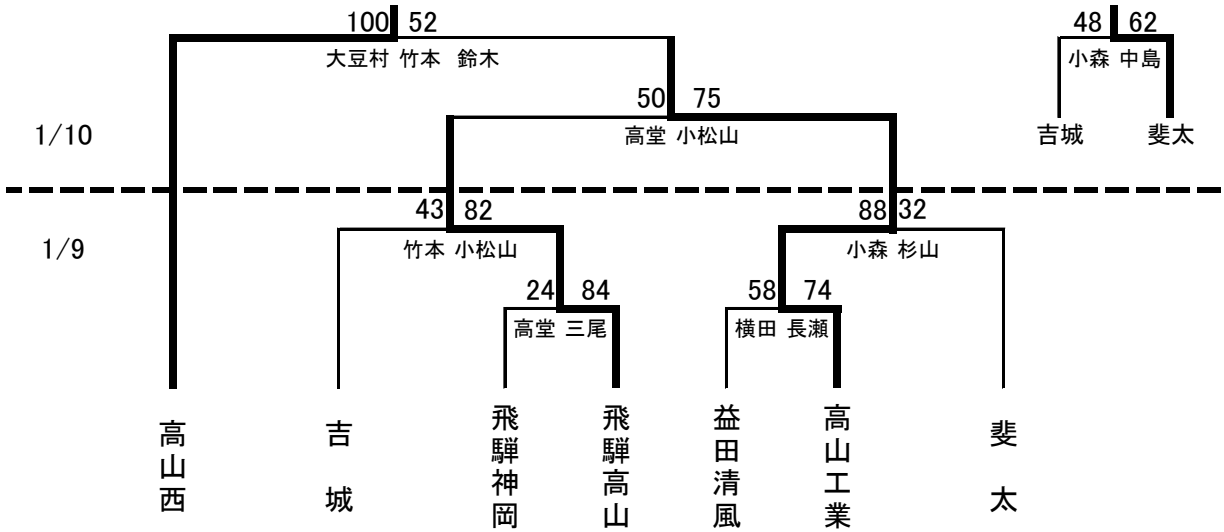 100 52
大豆村 竹本 鈴木
48 62
小森 中島
吉城 斐太
1/10
50 75
高堂 小松山
1/9
43 82
竹本 小松山
88 32
小森 杉山
24 84
高堂 三尾
58 74
横田 長瀬
高山西
吉城
飛騨神岡
飛騨高山
益田清風
高山工業
斐太